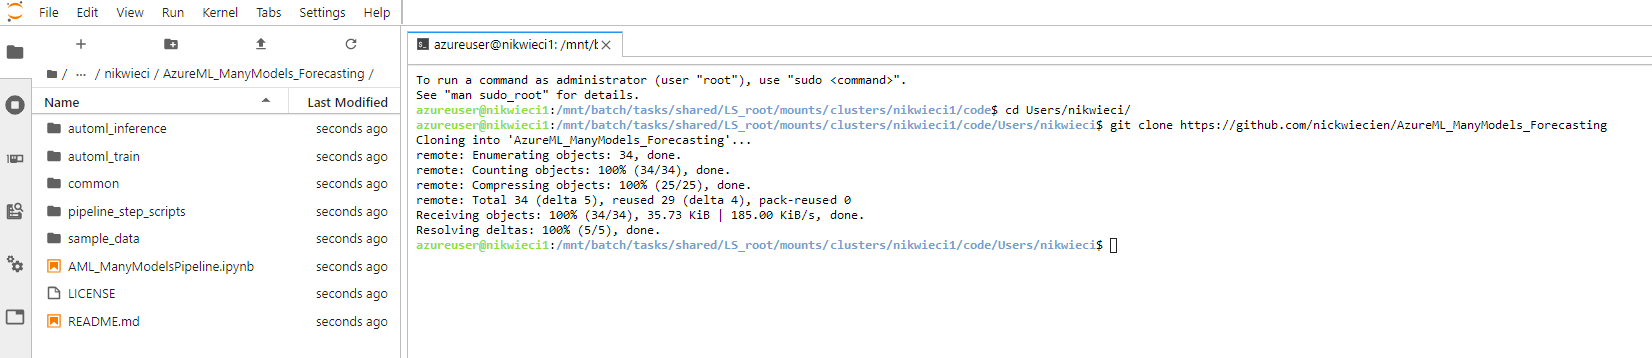 File Edit View Run Kernel Tabs Settings Help
/ ... / nikwieci / AzureML_ManyModels_Forecasting /
Name Last Modified
automl_inference seconds ago
automl_train seconds ago
common seconds ago
pipeline_step_scripts seconds ago
sample_data seconds ago
AML_ManyModelsPipeline.ipynb seconds ago
LICENSE seconds ago
README.md seconds ago
azureuser@nikwieci1: /mnt/b
To run a command as administrator (user "root"), use "sudo <command>".
See "man sudo_root" for details.
azureuser@nikwieci1:/mnt/batch/tasks/shared/LS_root/mounts/clusters/nikwieci1/code$ cd Users/nikwieci/
azureuser@nikwieci1:/mnt/batch/tasks/shared/LS_root/mounts/clusters/nikwieci1/code/Users/nikwieci$ git clone https://github.com/nickwiecien/AzureML_ManyModels_Forecasting
Cloning into 'AzureML_ManyModels_Forecasting'...
remote: Enumerating objects: 34, done.
remote: Counting objects: 100% (34/34), done.
remote: Compressing objects: 100% (25/25), done.
remote: Total 34 (delta 5), reused 29 (delta 4), pack-reused 0
Receiving objects: 100% (34/34), 35.73 KiB | 185.00 KiB/s, done.
Resolving deltas: 100% (5/5), done.
azureuser@nikwieci1:/mnt/batch/tasks/shared/LS_root/mounts/clusters/nikwieci1/code/Users/nikwieci$